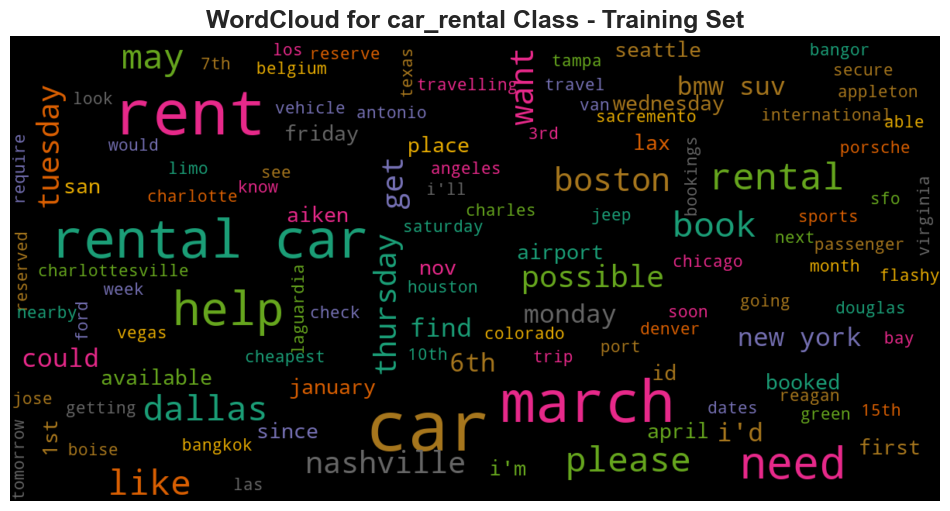 WordCloud for car_rental Class - Training Set
may
7th
los
reserve
belgium
texas
waht
tampa
seattle
bangor
secure
look
rent
vehicle
antonio
travelling
travel
bmw suv
appleton
van
wednesday
sacremento
international
able
tuesday
would
friday
place
3rd
lax
porsche
require
san
limo
see
know
get
angeles
i'll
boston
bookings
rental
sfo
charlotte
aiken
charles
saturday
jeep
book
sports
next
passenger
virginia
rental car
thursday
airport
chicago
month
flashy
reserved
charlottesville
nov
possible
week
laguardia
houston
going
nearby
ford
help
check
find
monday
soon
douglas
vegas
colorado
denver
new york
bay
could
cheapest
10th
6th
trip
port
available
january
id
booked
reagan
jose
getting
dallas
car
march
dates
green
15th
tomorrow
1st
boise
bangkok
since
april
i'd
first
nashville
i'm
please
need
like
las